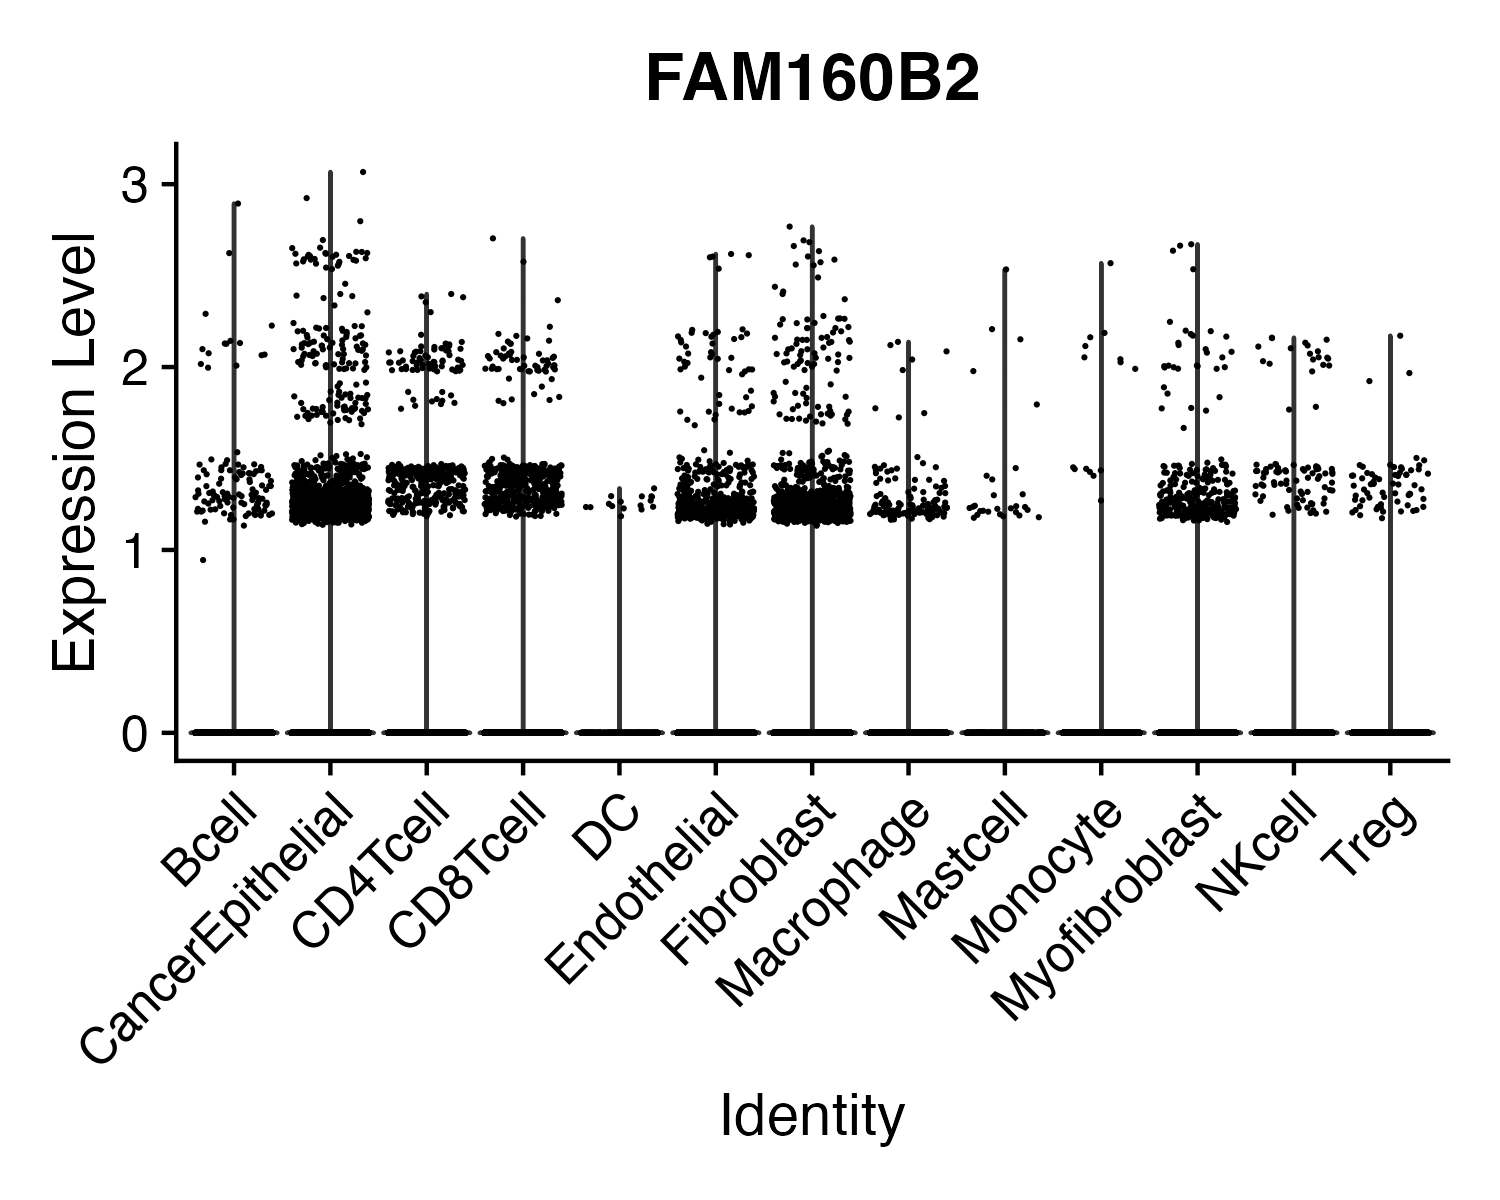 FAM160B2
Expression Level
3
2
1
0
Bcell
CancerEpithelial
CD4Tcell
CD8Tcell
DC
Endothelial
Fibroblast
Macrophage
Mastcell
Monocyte
Myofibroblast
NKcell
Treg
Identity